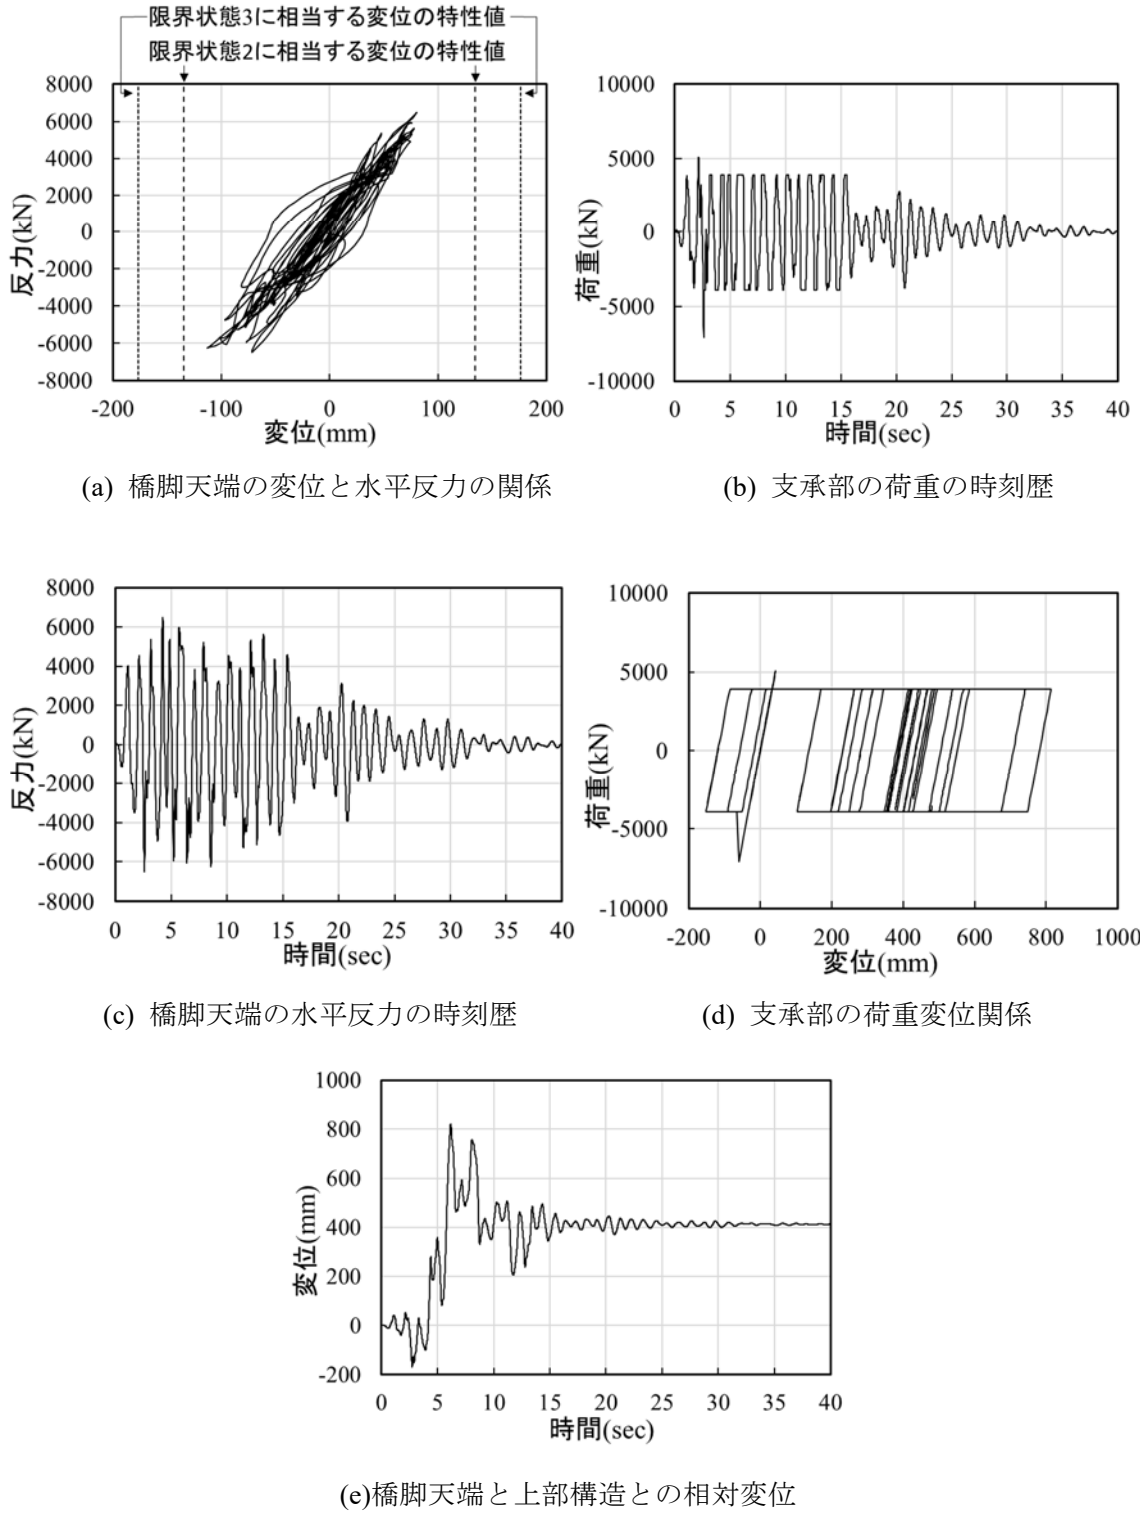 限界状態3に相当する変位の特性値
限界状態2に相当する変位の特性値
8000
6000
4000
2000
0
-2000
-4000
-6000
-8000
反力(kN)
-200 -100 0 100 200
変位(mm)
(a) 橋脚天端の変位と水平反力の関係
10000
5000
0
-5000
-10000
荷重(kN)
0 5 10 15 20 25 30 35 40
時間(sec)
(b) 支承部の荷重の時刻歴
8000
6000
4000
2000
0
-2000
-4000
-6000
-8000
反力(kN)
0 5 10 15 20 25 30 35 40
時間(sec)
(c) 橋脚天端の水平反力の時刻歴
10000
5000
0
-5000
-10000
荷重(kN)
-200 0 200 400 600 800 1000
変位(mm)
(d) 支承部の荷重変位関係
1000
800
600
400
200
0
-200
変位(mm)
0 5 10 15 20 25 30 35 40
時間(sec)
(e)橋脚天端と上部構造との相対変位